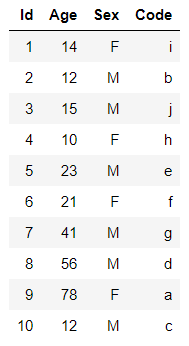 Id Age Sex Code
1 14 F i
2 12 M b
3 15 M j
4 10 F h
5 23 M e
6 21 F f
7 41 M g
8 56 M d
9 78 F a
10 12 M c